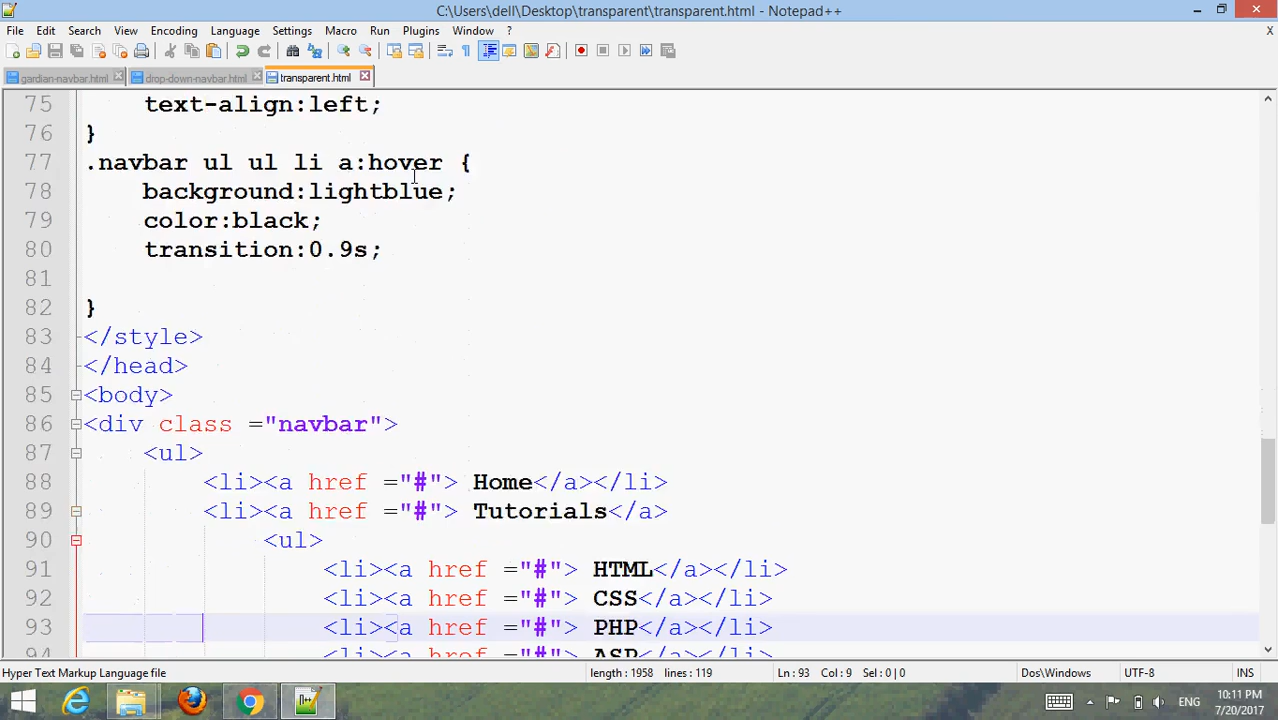 C:\Users\dell\Desktop\transparent\transparent.html - Notepad++
File Edit Search View Encoding Language Settings Macro Run Plugins Window ? X
gardian-navbar.html drop-down-navbar.html transparent.html
75 text-align:left;
76 }
77 .navbar ul ul li a:hover {
78 background:lightblue;
79 color:black;
80 transition:0.9s;
81
82 }
83 </style>
84 </head>
85 <body>
86 <div class ="navbar">
87 <ul>
88 <li><a href ="#"> Home</a></li>
89 <li><a href ="#"> Tutorials</a>
90 <ul>
91 <li><a href ="#"> HTML</a></li>
92 <li><a href ="#"> CSS</a></li>
93 <li><a href ="#"> PHP</a></li>
94 <li><a href ="#"> ASP</a></li>
Hyper Text Markup Language file length : 1958 lines : 119 Ln : 93 Col : 9 Sel : 0 | 0 Dos\Windows UTF-8 INS
ENG 10:11 PM
7/20/2017